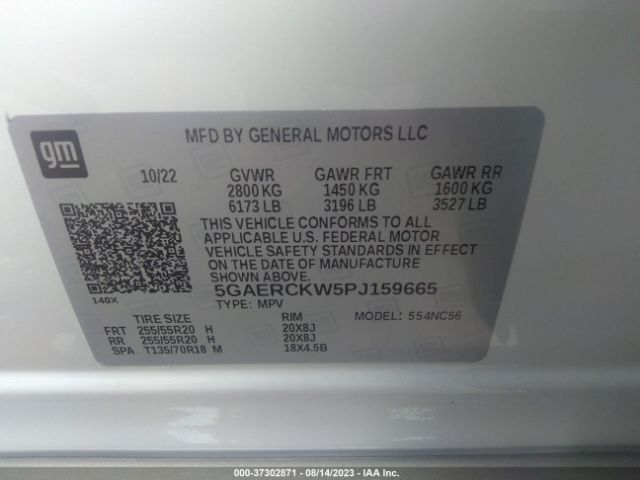 gm
MFD BY GENERAL MOTORS LLC
10/22 GVWR GAWR FRT GAWR RR
2800 KG 1450 KG 1600 KG
6173 LB 3196 LB 3527 LB
THIS VEHICLE CONFORMS TO ALL
APPLICABLE U.S. FEDERAL MOTOR
VEHICLE SAFETY STANDARDS IN EFFECT
ON THE DATE OF MANUFACTURE
SHOWN ABOVE.
140X
5GAERCKW5PJ159665
TYPE: MPV MODEL: 554NC56
TIRE SIZE RIM
FRT 255/55R20 H 20X8J
RR 255/55R20 H 20X8J
SPA T135/70R18 M 18X4.5B
000-37302871 - 08/14/2023 - IAA Inc.